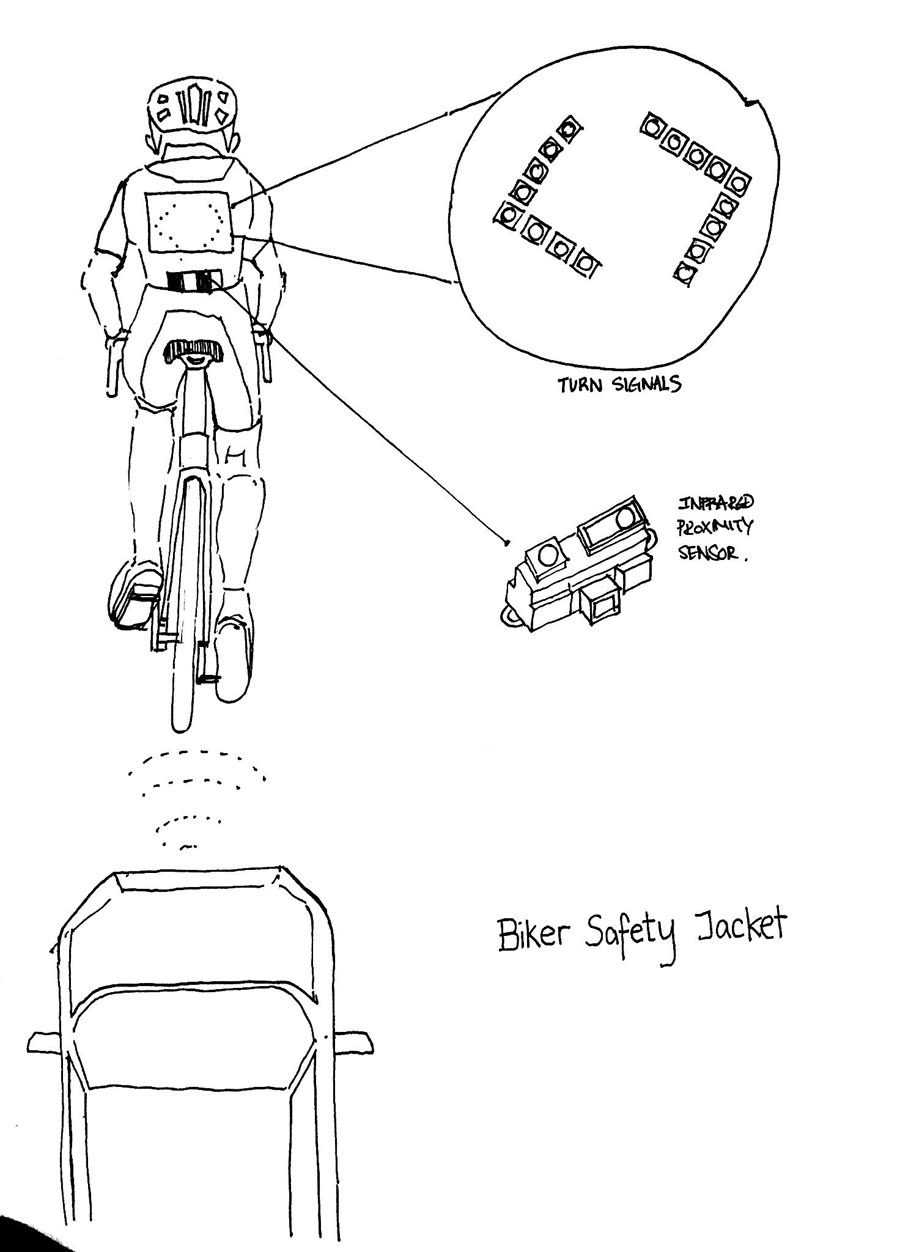 TURN SIGNALS
INFRARED
PROXIMITY
SENSOR.
Biker Safety Jacket